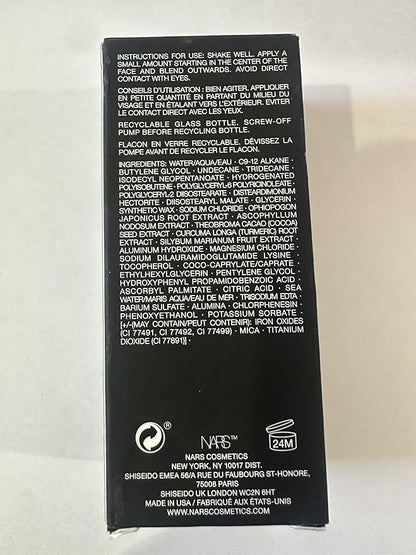 INSTRUCTIONS FOR USE: SHAKE WELL. APPLY A
SMALL AMOUNT STARTING IN THE CENTER OF THE
FACE AND BLEND OUTWARDS. AVOID DIRECT
CONTACT WITH EYES.
CONSEILS D'UTILISATION : BIEN AGITER. APPLIQUER
EN PETITE QUANTITÉ EN PARTANT DU MILIEU DU
VISAGE ET EN ÉTALANT VERS L'EXTÉRIEUR. EVITER
LE CONTACT DIRECT AVEC LES YEUX.
RECYCLABLE GLASS BOTTLE. SCREW-OFF
PUMP BEFORE RECYCLING BOTTLE.
FLACON EN VERRE RECYCLABLE. DÉVISSEZ LA
POMPE AVANT DE RECYCLER LE FLACON.
INGREDIENTS: WATER/AQUA/EAU · C9-12 ALKANE ·
BUTYLENE GLYCOL · UNDECANE · TRIDECANE ·
ISODECYL NEOPENTANOATE · HYDROGENATED
POLYISOBUTENE · POLYGLYCERYL-6 POLYRICINOLEATE ·
POLYGLYCERYL-2 DIISOSTEARATE · DISTEARDIMONIUM
HECTORITE · DIISOSTEARYL MALATE · GLYCERIN ·
SYNTHETIC WAX · SODIUM CHLORIDE · OPHIOPOGON
JAPONICUS ROOT EXTRACT · ASCOPHYLLUM
NODOSUM EXTRACT · THEOBROMA CACAO (COCOA)
SEED EXTRACT · CURCUMA LONGA (TURMERIC) ROOT
EXTRACT · SILYBUM MARIANUM FRUIT EXTRACT ·
ALUMINUM HYDROXIDE · MAGNESIUM CHLORIDE ·
SODIUM DILAURAMIDOGLUTAMIDE LYSINE ·
TOCOPHEROL · COCO-CAPRYLATE/CAPRATE ·
ETHYLHEXYLGLYCERIN · PENTYLENE GLYCOL ·
HYDROXYPHENYL PROPAMIDOBENZOIC ACID ·
ASCORBYL PALMITATE · CITRIC ACID · SEA
WATER/MARIS AQUA/EAU DE MER · TRISODIUM EDTA ·
BARIUM SULFATE · ALUMINA · CHLORPHENESIN ·
PHENOXYETHANOL · POTASSIUM SORBATE ·
[+/-(MAY CONTAIN/PEUT CONTENIR): IRON OXIDES
(CI 77491, CI 77492, CI 77499) · MICA · TITANIUM
DIOXIDE (CI 77891)] ·
NARS™
24M
NARS COSMETICS
NEW YORK, NY 10017 DIST.
SHISEIDO EMEA 56/A RUE DU FAUBOURG ST-HONORE,
75008 PARIS
SHISEIDO UK LONDON WC2N 6HT
MADE IN USA / FABRIQUÉ AUX ÉTATS-UNIS
WWW.NARSCOSMETICS.COM